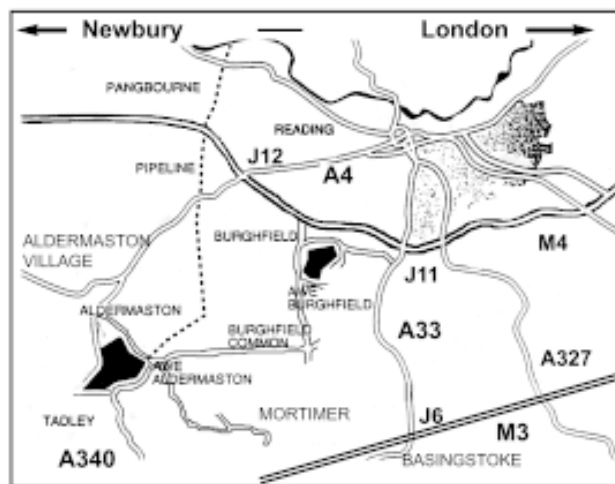 Newbury
London
PANGBOURNE
READING
J12
PIPELINE
A4
ALDERMASTON
VILLAGE
BURGHFIELD
M4
J11
AWE
BURGHFIELD
ALDERMASTON
BURGHFIELD
COMMON
A33
A327
AWE
ALDERMASTON
MORTIMER
J6
TADLEY
M3
A340
BASINGSTOKE